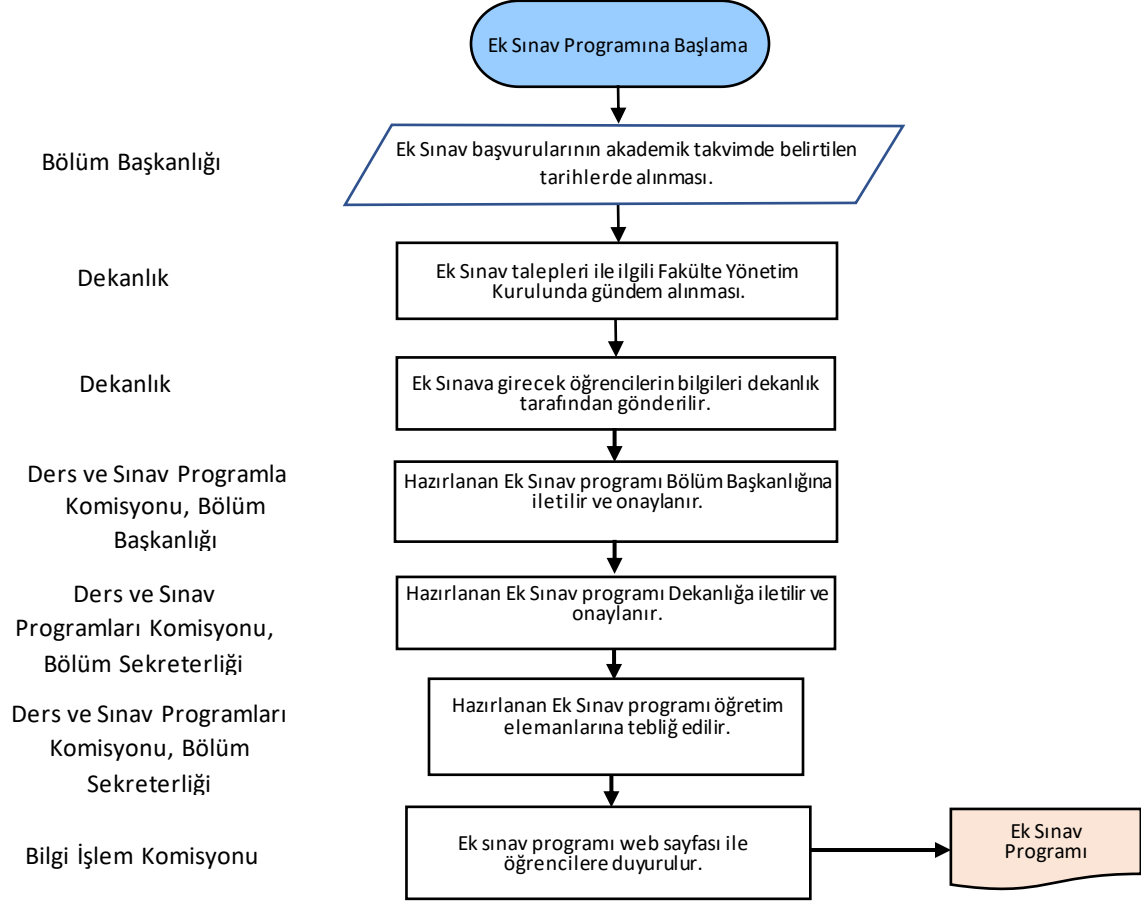 Ek Sınav Programına Başlama
Bölüm Başkanlığı
Ek Sınav başvurularının akademik takvimde belirtilen
tarihlerde alınması.
Dekanlık
Ek Sınav talepleri ile ilgili Fakülte Yönetim
Kurulunda gündem alınması.
Dekanlık
Ek Sınava girecek öğrencilerin bilgileri dekanlık
tarafından gönderilir.
Ders ve Sınav Programla
Komisyonu, Bölüm
Başkanlığı
Hazırlanan Ek Sınav programı Bölüm Başkanlığına
iletilir ve onaylanır.
Ders ve Sınav
Programları Komisyonu,
Bölüm Sekreterliği
Hazırlanan Ek Sınav programı Dekanlığa iletilir ve
onaylanır.
Ders ve Sınav Programları
Komisyonu, Bölüm
Sekreterliği
Hazırlanan Ek Sınav programı öğretim
elemanlarına tebliğ edilir.
Bilgi İşlem Komisyonu
Ek sınav programı web sayfası ile
öğrencilere duyurulur.
Ek Sınav
Programı